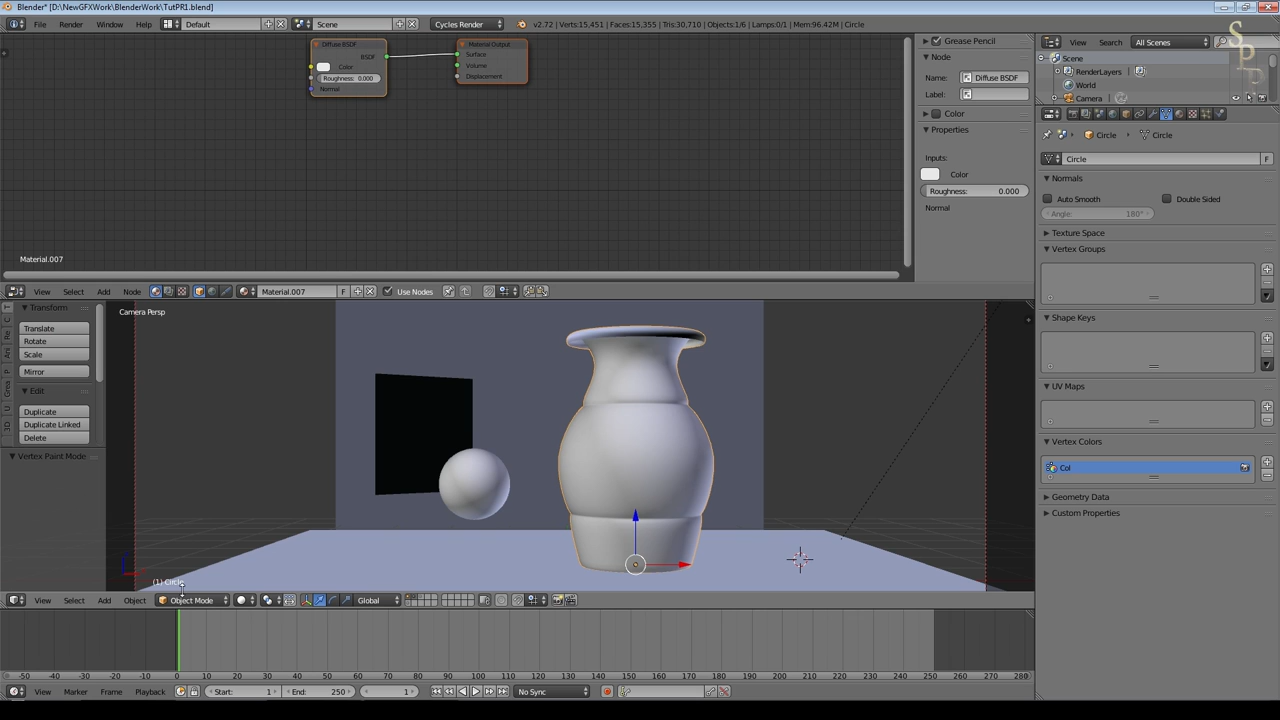 Blender* [D:\NewGFXWork\BlenderWork\TutPR1.blend]
File Render Window Help Default Scene Cycles Render v2.72 | Verts:15,451 | Faces:15,355 | Tris:30,710 | Objects:1/6 | Lamps:0/1 | Mem:96.42M | Circle
Diffuse BSDF
BSDF
Color
Roughness: 0.000
Normal
Material Output
Surface
Volume
Displacement
Material.007
Grease Pencil
Node
Name: Diffuse BSDF
Label:
Color
Properties
Inputs:
Color
Roughness: 0.000
Normal
View Search All Scenes
Scene
RenderLayers
World
Camera
SPL
Circle Circle
Circle F
Normals
Auto Smooth Double Sided
Angle: 180°
Texture Space
Vertex Groups
Shape Keys
UV Maps
Vertex Colors
Col
Geometry Data
Custom Properties
View Select Add Node Material.007 F Use Nodes
Transform
Translate
Rotate
Scale
Mirror
Edit
Duplicate
Duplicate Linked
Delete
Vertex Paint Mode
Camera Persp
(1) Circle
View Select Add Object Object Mode Global
0 10 20 30 40 50 60 70 80 90 100 110 120 130 140 150 160 170 180 190 200 210 220 230 240 250 260 270 280
View Marker Frame Playback Start: 1 End: 250 1 No Sync